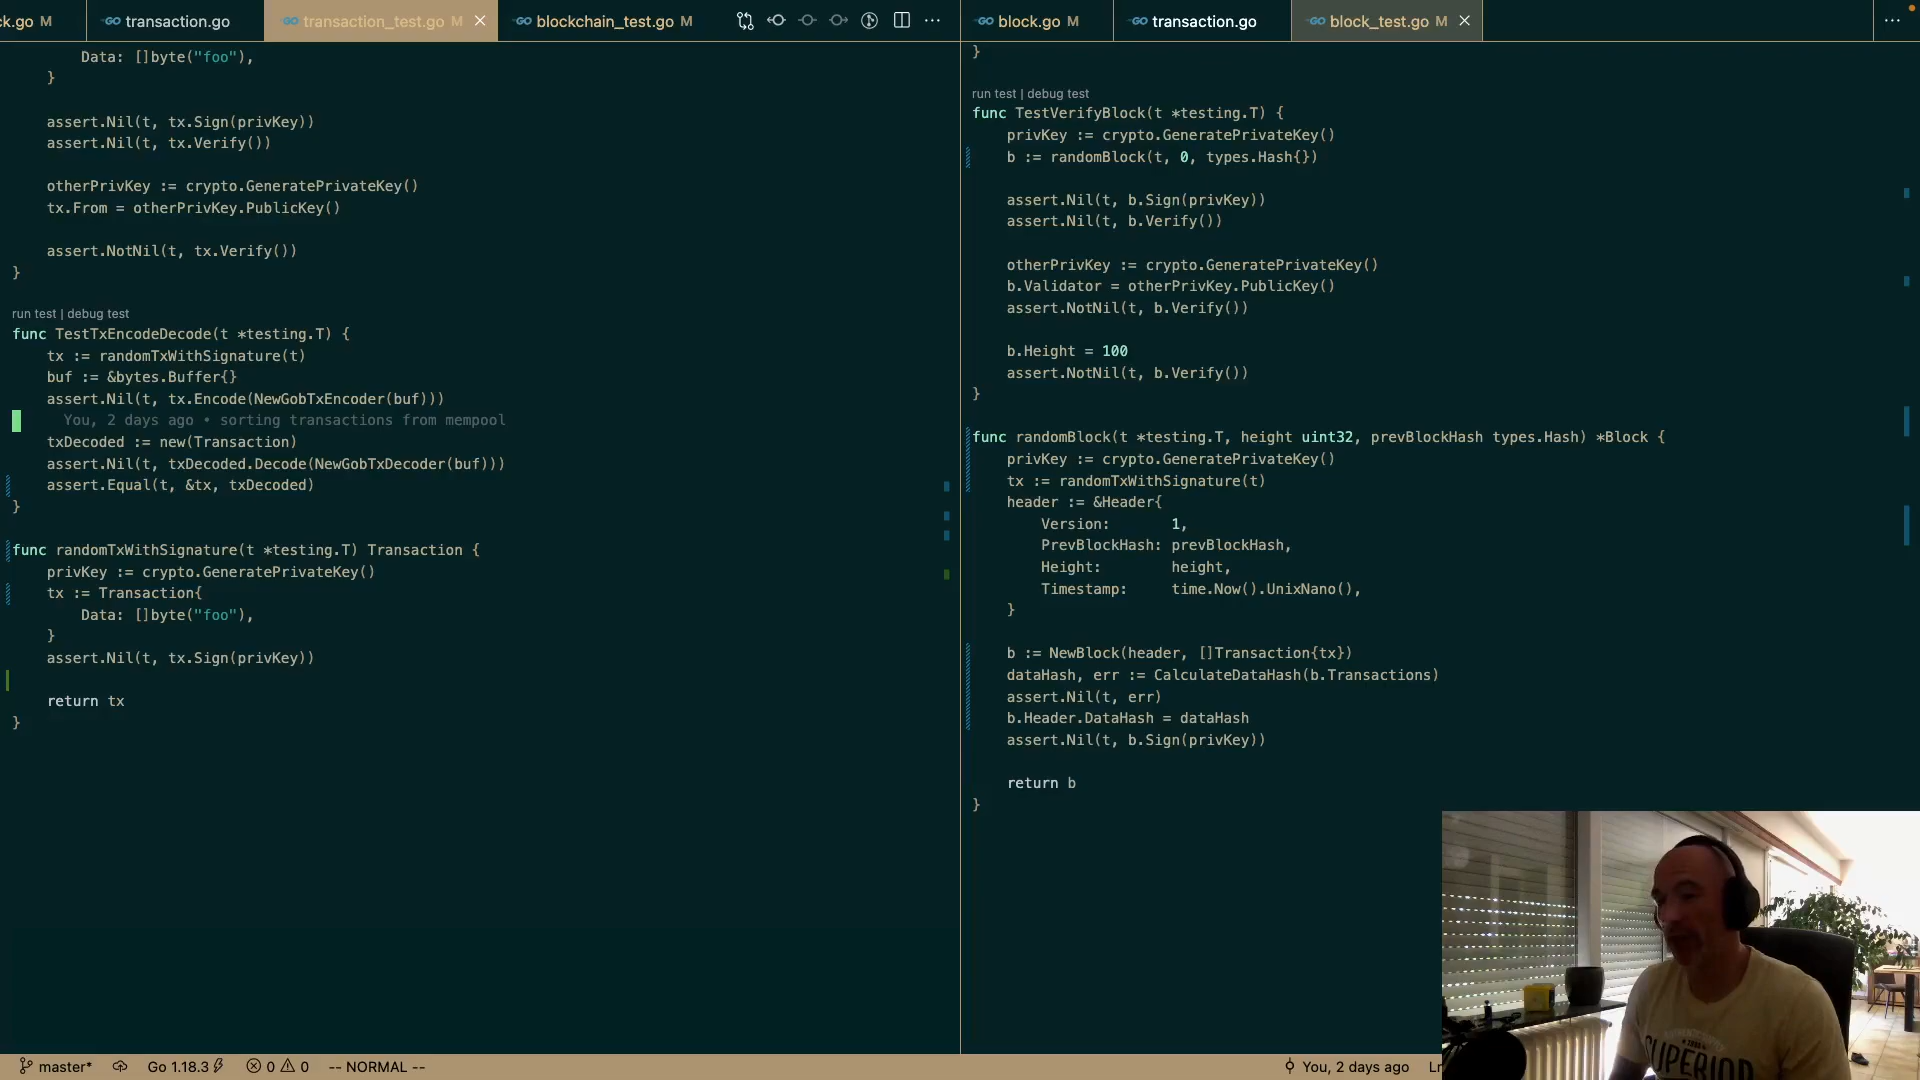 ck.go M
transaction.go
transaction_test.go M
blockchain_test.go M
Data: []byte("foo"),
}
assert.Nil(t, tx.Sign(privKey))
assert.Nil(t, tx.Verify())
otherPrivKey := crypto.GeneratePrivateKey()
tx.From = otherPrivKey.PublicKey()
assert.NotNil(t, tx.Verify())
}
run test | debug test
func TestTxEncodeDecode(t *testing.T) {
tx := randomTxWithSignature(t)
buf := &bytes.Buffer{}
assert.Nil(t, tx.Encode(NewGobTxEncoder(buf)))
You, 2 days ago • sorting transactions from mempool
txDecoded := new(Transaction)
assert.Nil(t, txDecoded.Decode(NewGobTxDecoder(buf)))
assert.Equal(t, &tx, txDecoded)
}
func randomTxWithSignature(t *testing.T) Transaction {
privKey := crypto.GeneratePrivateKey()
tx := Transaction{
Data: []byte("foo"),
}
assert.Nil(t, tx.Sign(privKey))
return tx
}
block.go M
transaction.go
block_test.go M
}
run test | debug test
func TestVerifyBlock(t *testing.T) {
privKey := crypto.GeneratePrivateKey()
b := randomBlock(t, 0, types.Hash{})
assert.Nil(t, b.Sign(privKey))
assert.Nil(t, b.Verify())
otherPrivKey := crypto.GeneratePrivateKey()
b.Validator = otherPrivKey.PublicKey()
assert.NotNil(t, b.Verify())
b.Height = 100
assert.NotNil(t, b.Verify())
}
func randomBlock(t *testing.T, height uint32, prevBlockHash types.Hash) *Block {
privKey := crypto.GeneratePrivateKey()
tx := randomTxWithSignature(t)
header := &Header{
Version: 1,
PrevBlockHash: prevBlockHash,
Height: height,
Timestamp: time.Now().UnixNano(),
}
b := NewBlock(header, []Transaction{tx})
dataHash, err := CalculateDataHash(b.Transactions)
assert.Nil(t, err)
b.Header.DataHash = dataHash
assert.Nil(t, b.Sign(privKey))
return b
}
SUPERIOR
master*
Go 1.18.3
0
0
-- NORMAL --
You, 2 days ago
Ln